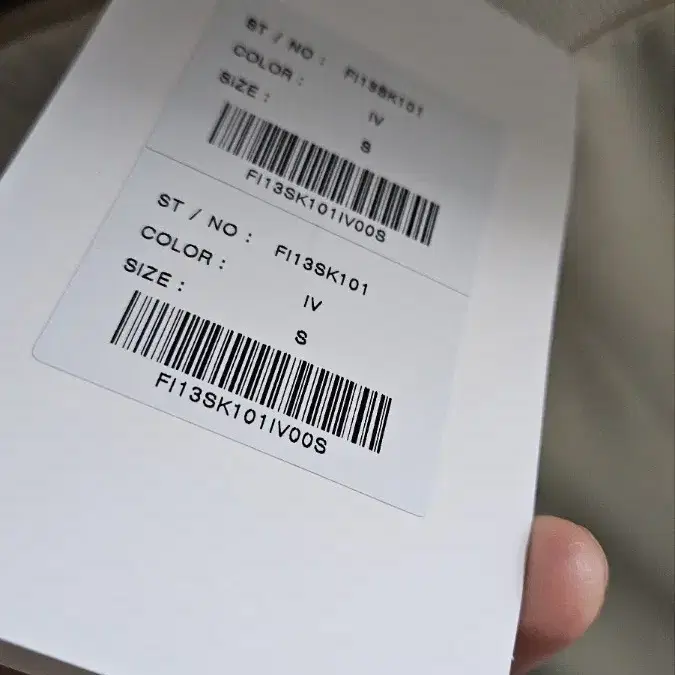 ST / NO : FI13SK101
COLOR : IV
SIZE : S
FI13SK101IV00S
ST / NO : FI13SK101
COLOR : IV
SIZE : S
FI13SK101IV00S